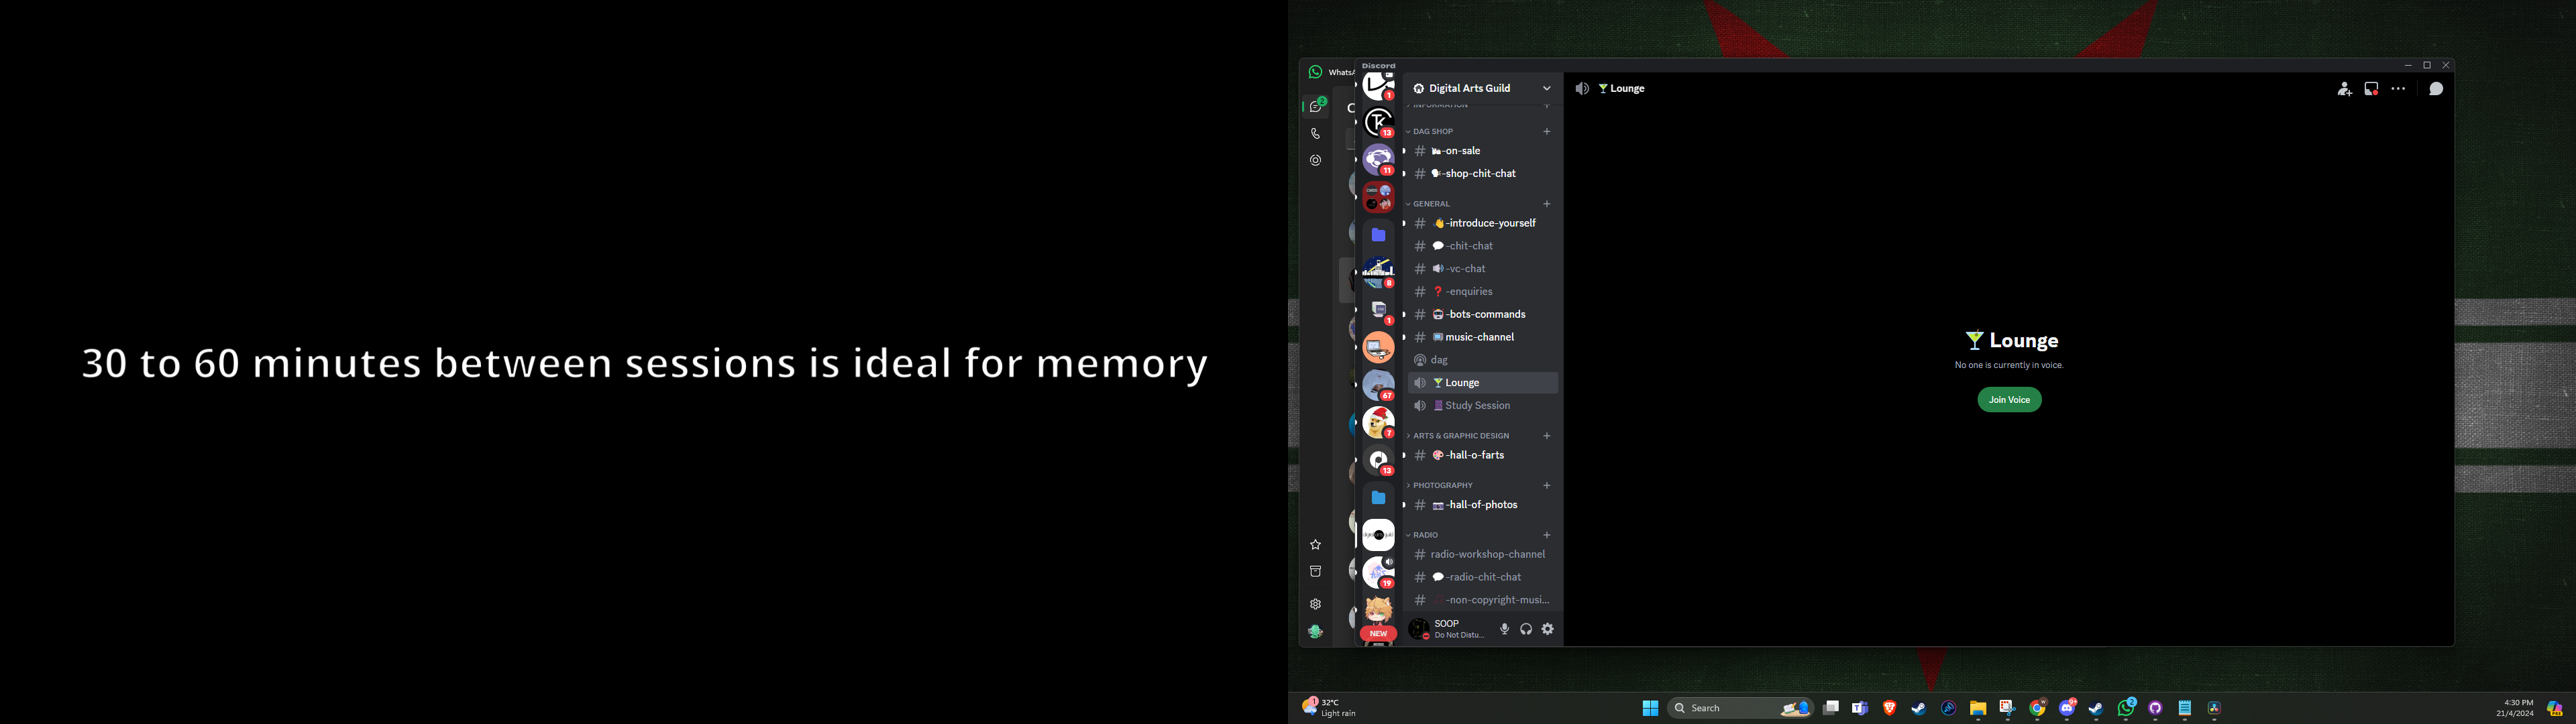 30 to 60 minutes between sessions is ideal for memory
Discord
2
1
13
11
8
1
67
7
13
19
NEW
Digital Arts Guild
INFORMATION
DAG SHOP
-on-sale
-shop-chit-chat
GENERAL
-introduce-yourself
-chit-chat
-vc-chat
-enquiries
-bots-commands
music-channel
dag
Lounge
Study Session
ARTS & GRAPHIC DESIGN
-hall-o-farts
PHOTOGRAPHY
-hall-of-photos
RADIO
radio-workshop-channel
-radio-chit-chat
-non-copyright-musi...
SOOP
Do Not Distu...
Lounge
Lounge
No one is currently in voice.
Join Voice
1
32°C
Light rain
Search
2
4:30 PM
21/4/2024